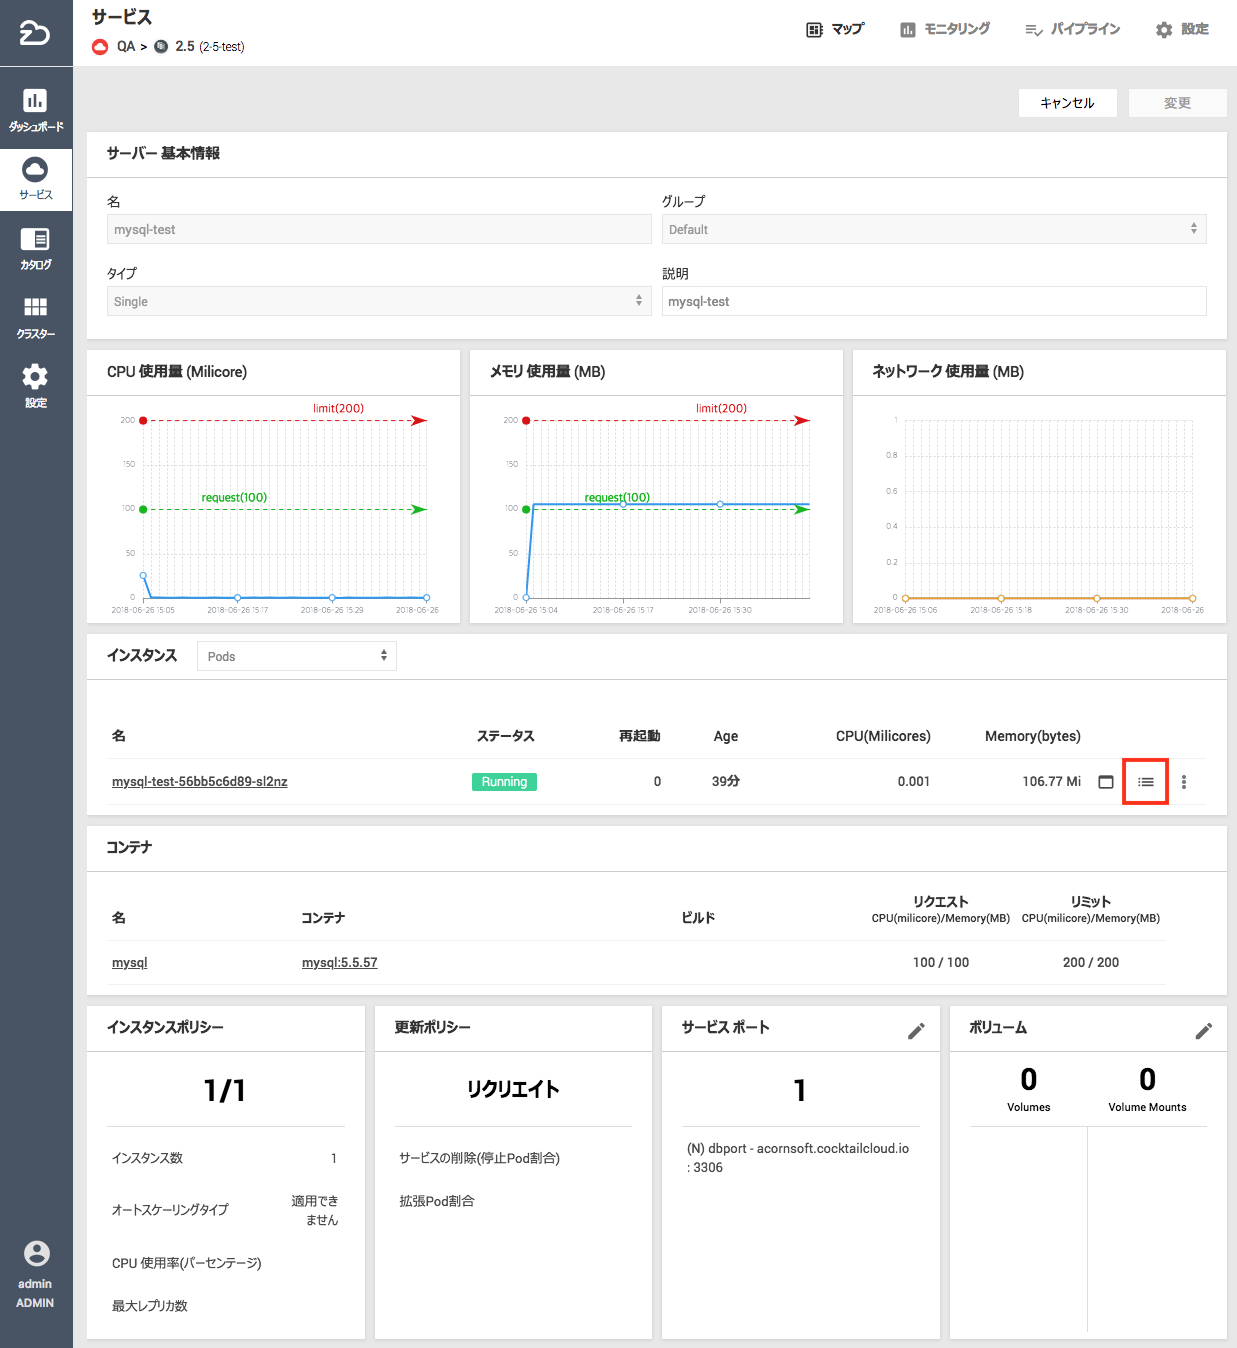 サービス
QA > 2.5 (2-5-test)
マップ
モニタリング
パイプライン
設定
ダッシュボード
サービス
カタログ
クラスター
設定
admin
ADMIN
キャンセル
変更
サーバー 基本情報
名
グループ
mysql-test
Default
タイプ
説明
Single
mysql-test
CPU 使用量 (Milicore)
limit(200)
200
150
request(100)
100
50
0
2018-06-26 15:05
2018-06-26 15:17
2018-06-26 15:29
2018-06-26
メモリ 使用量 (MB)
limit(200)
200
150
request(100)
100
50
0
2018-06-26 15:04
2018-06-26 15:17
2018-06-26 15:30
ネットワーク 使用量 (MB)
1
0.8
0.6
0.4
0.2
0
2018-06-26 15:06
2018-06-26 15:18
2018-06-26 15:30
2018-06-26
インスタンス
Pods
名 ステータス 再起動 Age CPU(Milicores) Memory(bytes)
mysql-test-56bb5c6d89-sl2nz Running 0 39分 0.001 106.77 Mi
コンテナ
名 コンテナ ビルド リクエスト リミット
CPU(milicore)/Memory(MB) CPU(milicore)/Memory(MB)
mysql mysql:5.5.57 100 / 100 200 / 200
インスタンスポリシー
1/1
インスタンス数 1
オートスケーリングタイプ 適用でき
ません
CPU 使用率(パーセンテージ)
最大レプリカ数
更新ポリシー
リクリエイト
サービスの削除(停止Pod割合)
拡張Pod割合
サービス ポート
1
(N) dbport - acornsoft.cocktailcloud.io
: 3306
ボリューム
0 0
Volumes Volume Mounts